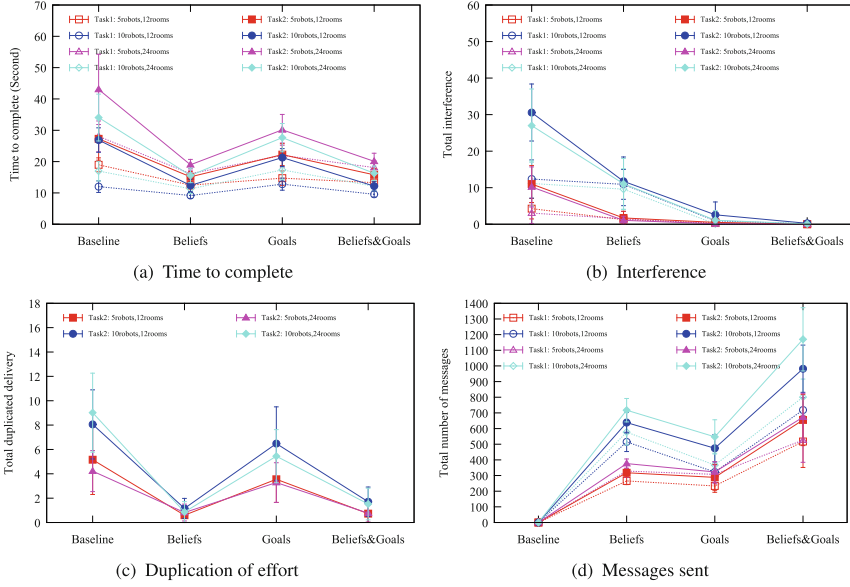 70
60
50
40
30
20
10
0
Time to complete (Second)
Task1: 5robots,12rooms
Task1: 10robots,12rooms
Task1: 5robots,24rooms
Task1: 10robots,24rooms
Task2: 5robots,12rooms
Task2: 10robots,12rooms
Task2: 5robots,24rooms
Task2: 10robots,24rooms
Baseline Beliefs Goals Beliefs&Goals
(a) Time to complete
60
50
40
30
20
10
0
Total interference
Task1: 5robots,12rooms
Task1: 10robots,12rooms
Task1: 5robots,24rooms
Task1: 10robots,24rooms
Task2: 5robots,12rooms
Task2: 10robots,12rooms
Task2: 5robots,24rooms
Task2: 10robots,24rooms
Baseline Beliefs Goals Beliefs&Goals
(b) Interference
18
16
14
12
10
8
6
4
2
0
Total duplicated delivery
Task2: 5robots,12rooms
Task2: 10robots,12rooms
Task2: 5robots,24rooms
Task2: 10robots,24rooms
Baseline Beliefs Goals Beliefs&Goals
(c) Duplication of effort
1400
1300
1200
1100
1000
900
800
700
600
500
400
300
200
100
0
Total number of messages
Task1: 5robots,12rooms
Task1: 10robots,12rooms
Task1: 5robots,24rooms
Task1: 10robots,24rooms
Task2: 5robots,12rooms
Task2: 10robots,12rooms
Task2: 5robots,24rooms
Task2: 10robots,24rooms
Baseline Beliefs Goals Beliefs&Goals
(d) Messages sent